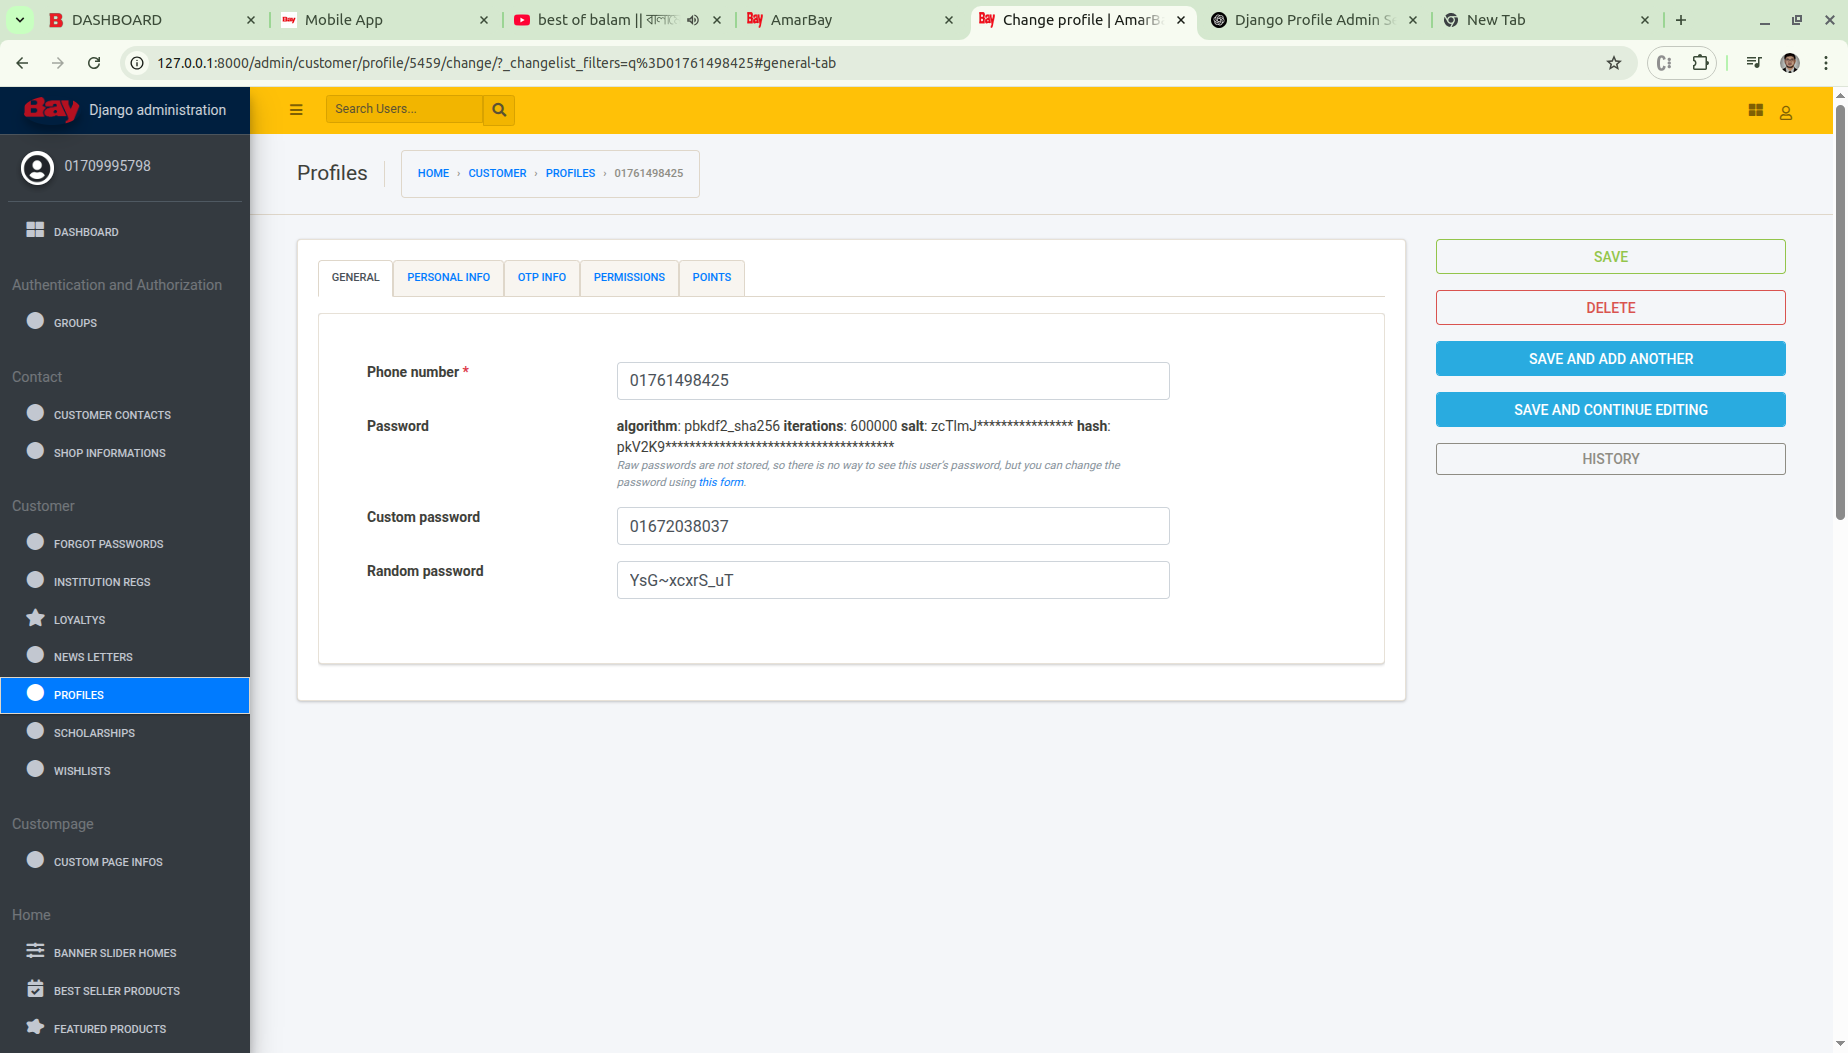 DASHBOARD
Mobile App
best of balam || বালামে
AmarBay
Change profile | AmarBa
Django Profile Admin Se
New Tab
127.0.0.1:8000/admin/customer/profile/5459/change/?_changelist_filters=q%3D01761498425#general-tab
Bay Django administration
Search Users...
01709995798
Profiles
HOME › CUSTOMER › PROFILES › 01761498425
DASHBOARD
Authentication and Authorization
GROUPS
Contact
CUSTOMER CONTACTS
SHOP INFORMATIONS
Customer
FORGOT PASSWORDS
INSTITUTION REGS
LOYALTYS
NEWS LETTERS
PROFILES
SCHOLARSHIPS
WISHLISTS
Custompage
CUSTOM PAGE INFOS
Home
BANNER SLIDER HOMES
BEST SELLER PRODUCTS
FEATURED PRODUCTS
GENERAL PERSONAL INFO OTP INFO PERMISSIONS POINTS
Phone number * 01761498425
Password algorithm: pbkdf2_sha256 iterations: 600000 salt: zcTlmJ**************** hash:
pkV2K9**************************************
Raw passwords are not stored, so there is no way to see this user's password, but you can change the
password using this form.
Custom password 01672038037
Random password YsG~xcxrS_uT
SAVE
DELETE
SAVE AND ADD ANOTHER
SAVE AND CONTINUE EDITING
HISTORY